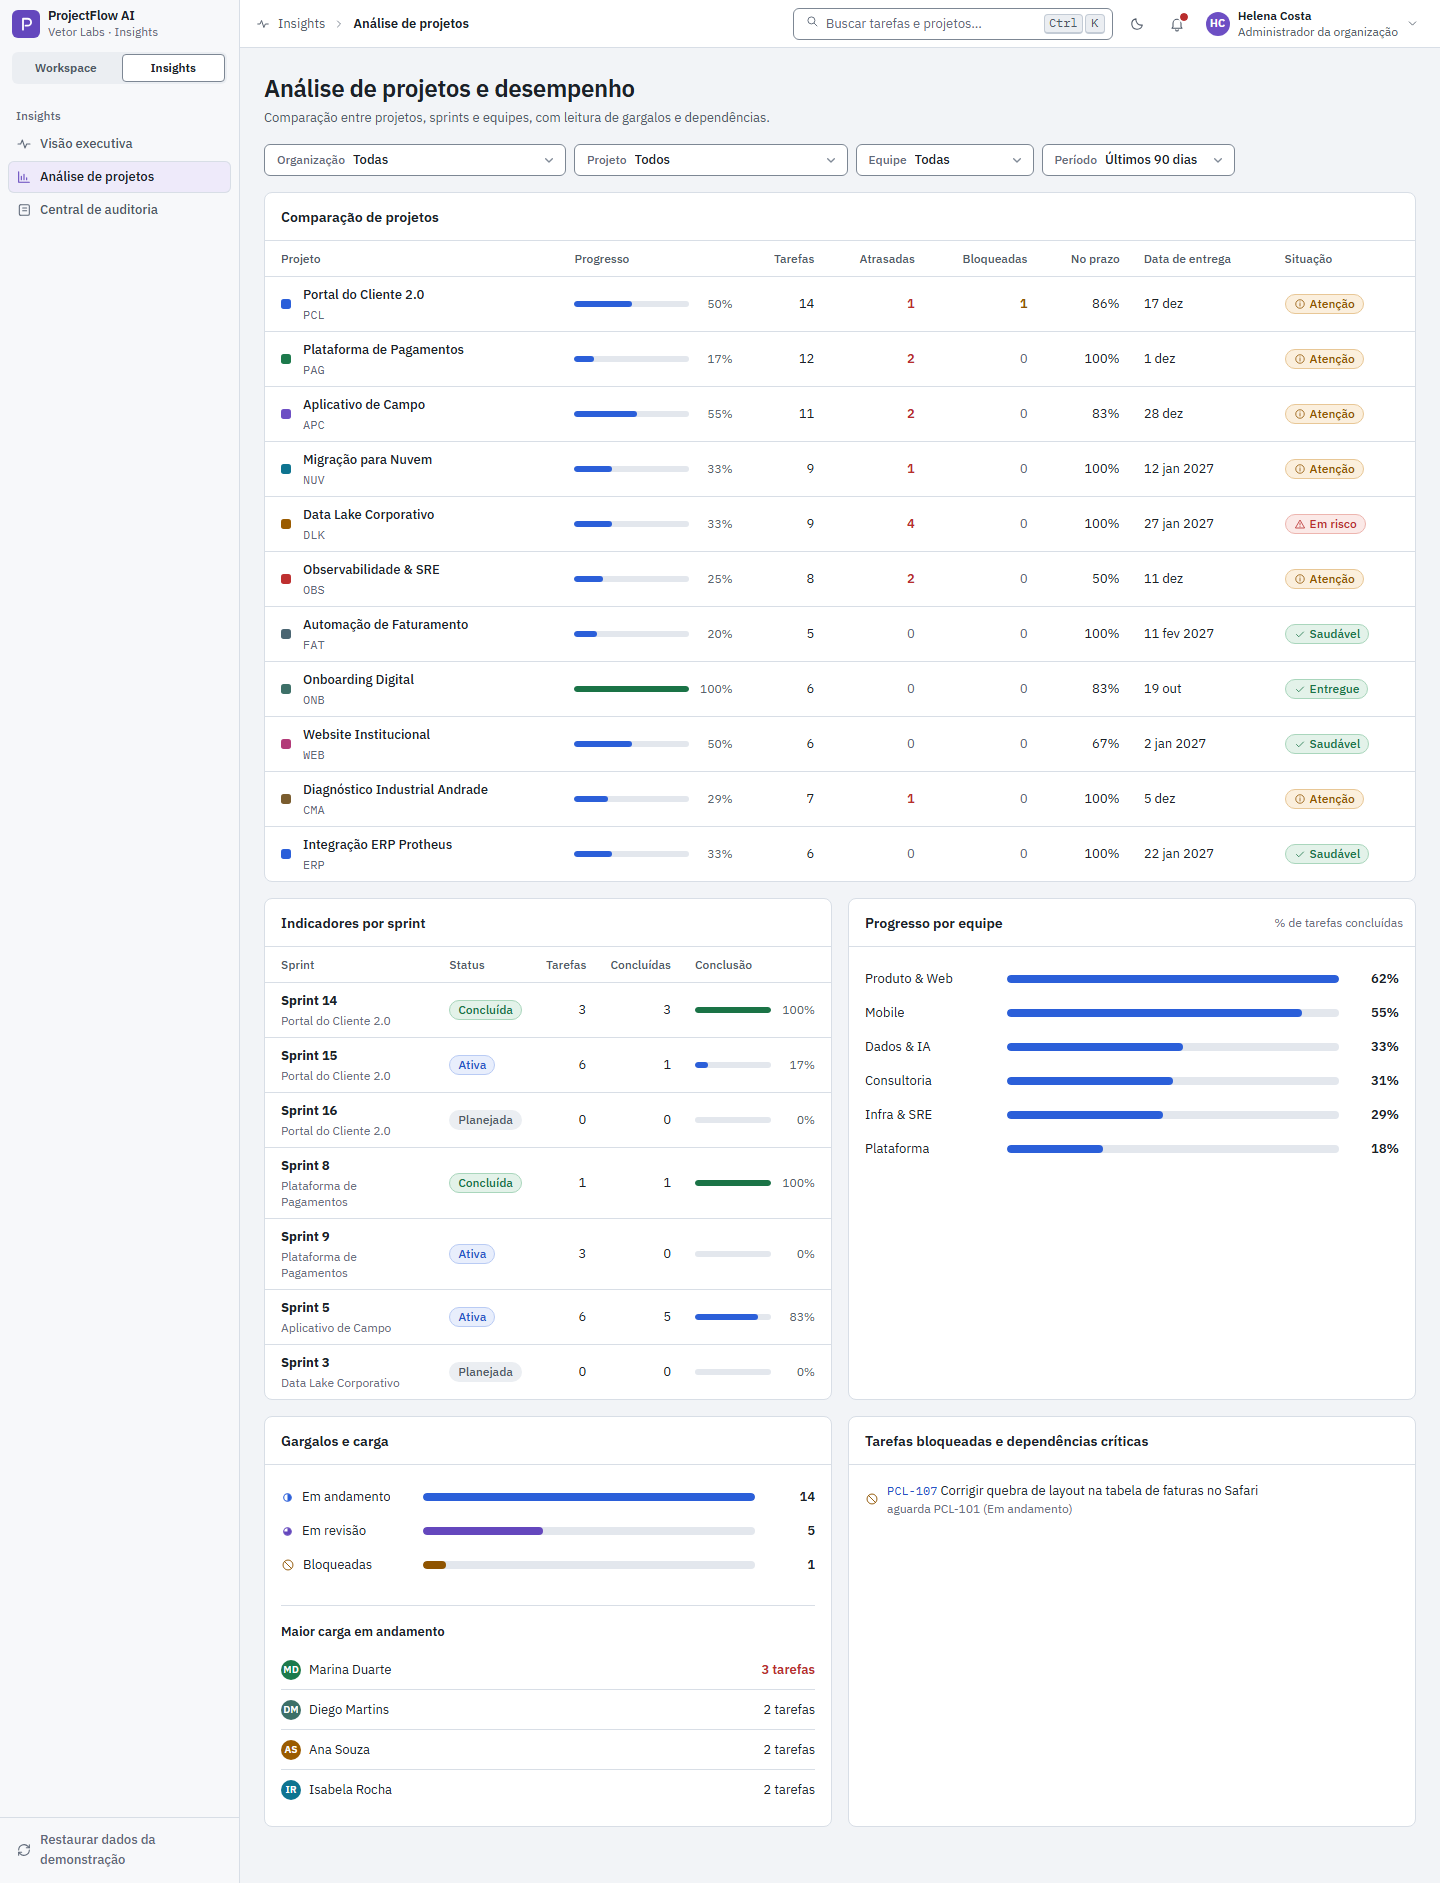 ProjectFlow AI
Vetor Labs · Insights
Workspace
Insights
Insights
Visão executiva
Análise de projetos
Central de auditoria
Restaurar dados da
demonstração
Insights
Análise de projetos
Buscar tarefas e projetos...
Ctrl K
HC
Helena Costa
Administrador da organização
Análise de projetos e desempenho
Comparação entre projetos, sprints e equipes, com leitura de gargalos e dependências.
Organização Todas
Projeto Todos
Equipe Todas
Período Últimos 90 dias
Comparação de projetos
Projeto Progresso Tarefas Atrasadas Bloqueadas No prazo Data de entrega Situação
Portal do Cliente 2.0
PCL
50% 14 1 1 86% 17 dez Atenção
Plataforma de Pagamentos
PAG
17% 12 2 0 100% 1 dez Atenção
Aplicativo de Campo
APC
55% 11 2 0 83% 28 dez Atenção
Migração para Nuvem
NUV
33% 9 1 0 100% 12 jan 2027 Atenção
Data Lake Corporativo
DLK
33% 9 4 0 100% 27 jan 2027 Em risco
Observabilidade & SRE
OBS
25% 8 2 0 50% 11 dez Atenção
Automação de Faturamento
FAT
20% 5 0 0 100% 11 fev 2027 Saudável
Onboarding Digital
ONB
100% 6 0 0 83% 19 out Entregue
Website Institucional
WEB
50% 6 0 0 67% 2 jan 2027 Saudável
Diagnóstico Industrial Andrade
CMA
29% 7 1 0 100% 5 dez Atenção
Integração ERP Protheus
ERP
33% 6 0 0 100% 22 jan 2027 Saudável
Indicadores por sprint
Sprint Status Tarefas Concluídas Conclusão
Sprint 14
Portal do Cliente 2.0
Concluída 3 3 100%
Sprint 15
Portal do Cliente 2.0
Ativa 6 1 17%
Sprint 16
Portal do Cliente 2.0
Planejada 0 0 0%
Sprint 8
Plataforma de
Pagamentos
Concluída 1 1 100%
Sprint 9
Plataforma de
Pagamentos
Ativa 3 0 0%
Sprint 5
Aplicativo de Campo
Ativa 6 5 83%
Sprint 3
Data Lake Corporativo
Planejada 0 0 0%
Progresso por equipe
% de tarefas concluídas
Produto & Web 62%
Mobile 55%
Dados & IA 33%
Consultoria 31%
Infra & SRE 29%
Plataforma 18%
Gargalos e carga
Em andamento 14
Em revisão 5
Bloqueadas 1
Maior carga em andamento
MD Marina Duarte 3 tarefas
DM Diego Martins 2 tarefas
AS Ana Souza 2 tarefas
IR Isabela Rocha 2 tarefas
Tarefas bloqueadas e dependências críticas
PCL-107 Corrigir quebra de layout na tabela de faturas no Safari
aguarda PCL-101 (Em andamento)